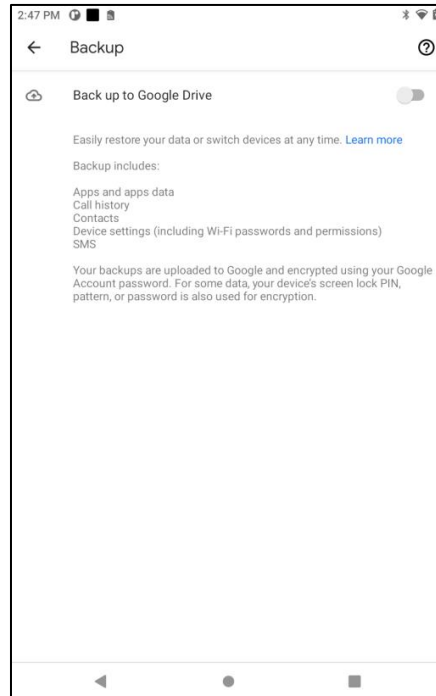 2:47 PM
Backup
Back up to Google Drive
Easily restore your data or switch devices at any time. Learn more
Backup includes:
Apps and apps data
Call history
Contacts
Device settings (including Wi-Fi passwords and permissions)
SMS
Your backups are uploaded to Google and encrypted using your Google
Account password. For some data, your device's screen lock PIN,
pattern, or password is also used for encryption.